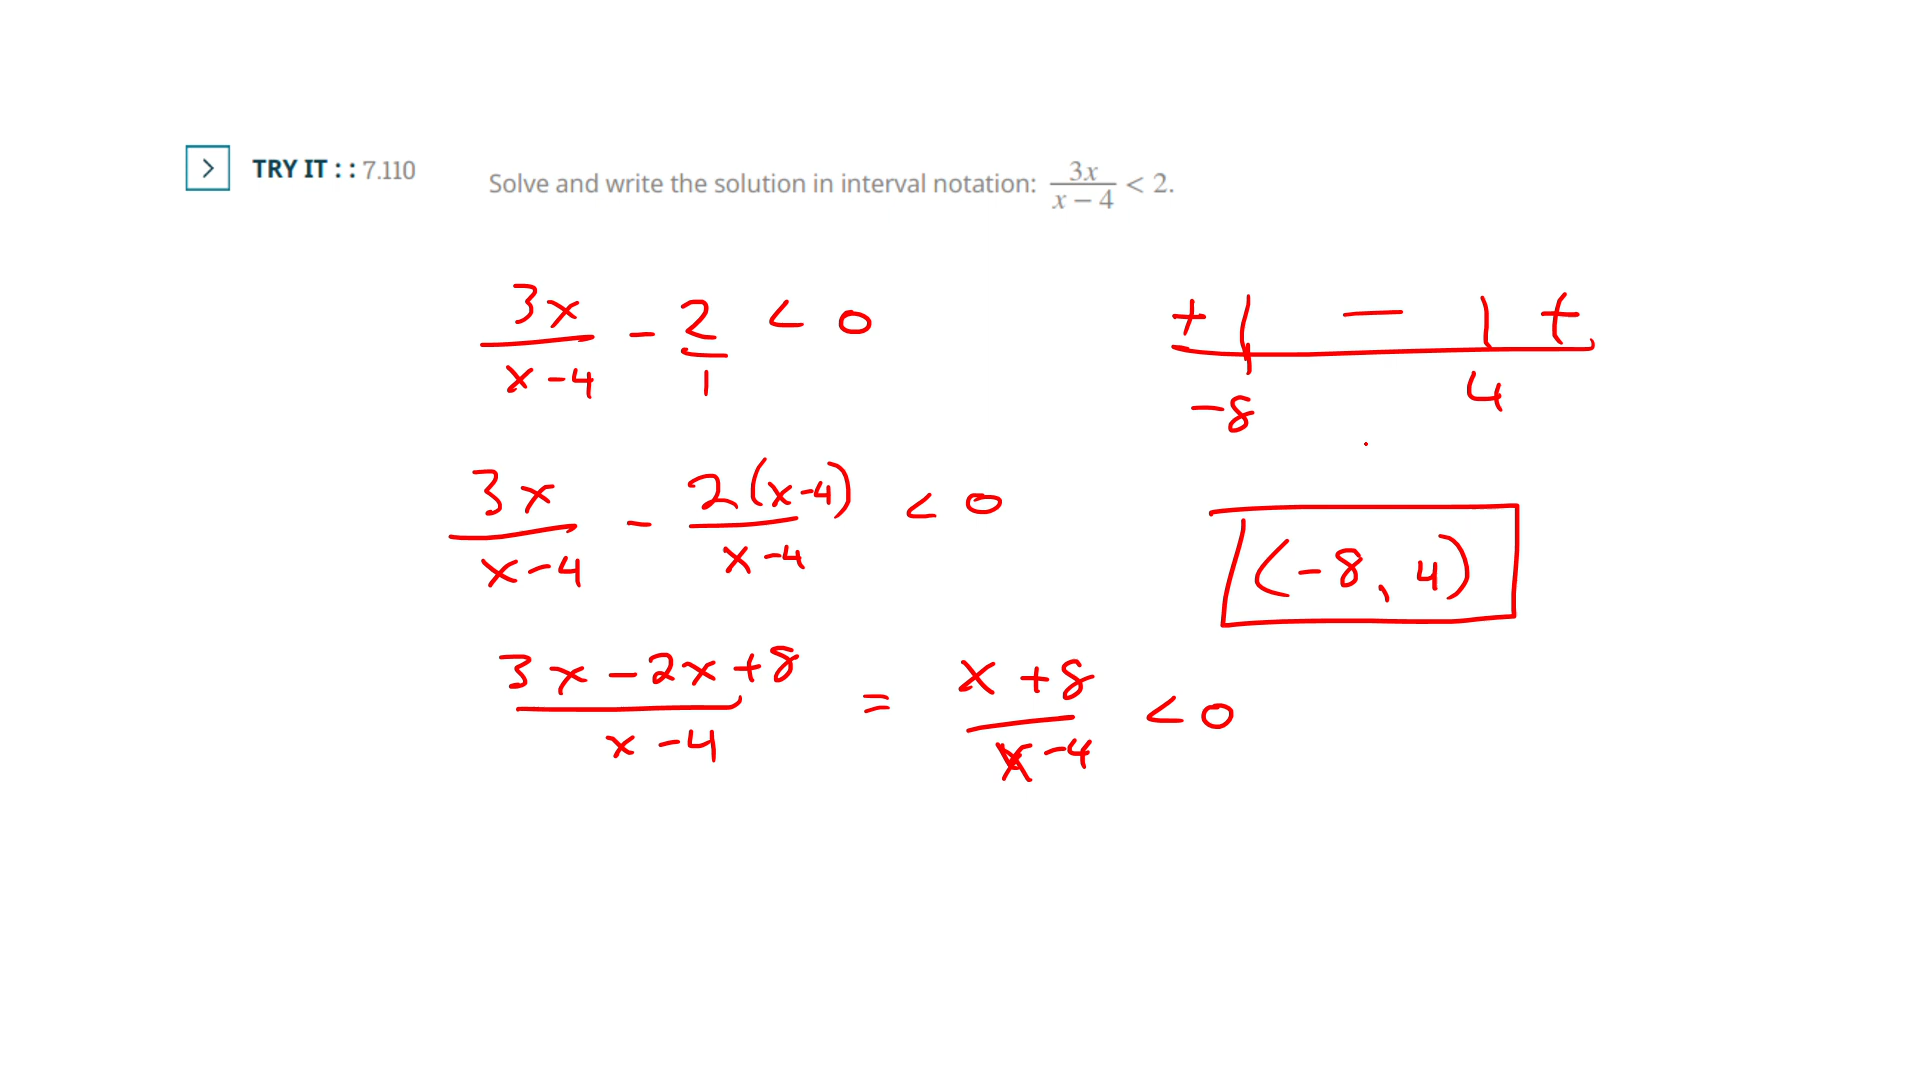 > TRY IT : : 7.110 Solve and write the solution in interval notation: 3x/(x − 4) < 2.
3x/(x-4) - 2/1 < 0
3x/(x-4) - 2(x-4)/(x-4) < 0
(3x-2x+8)/(x-4) = (x+8)/(x-4) < 0
+ | — | +
-8 4
(-8, 4)